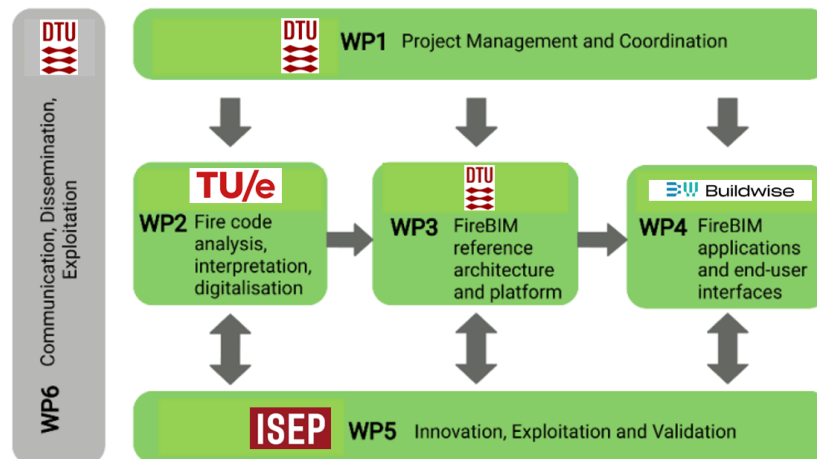 DTU
WP6 Communication, Dissemination,
Exploitation
DTU
WP1 Project Management and Coordination
TU/e
WP2 Fire code
analysis,
interpretation,
digitalisation
DTU
WP3 FireBIM
reference
architecture
and platform
Buildwise
WP4 FireBIM
applications
and end-user
interfaces
ISEP
WP5 Innovation, Exploitation and Validation